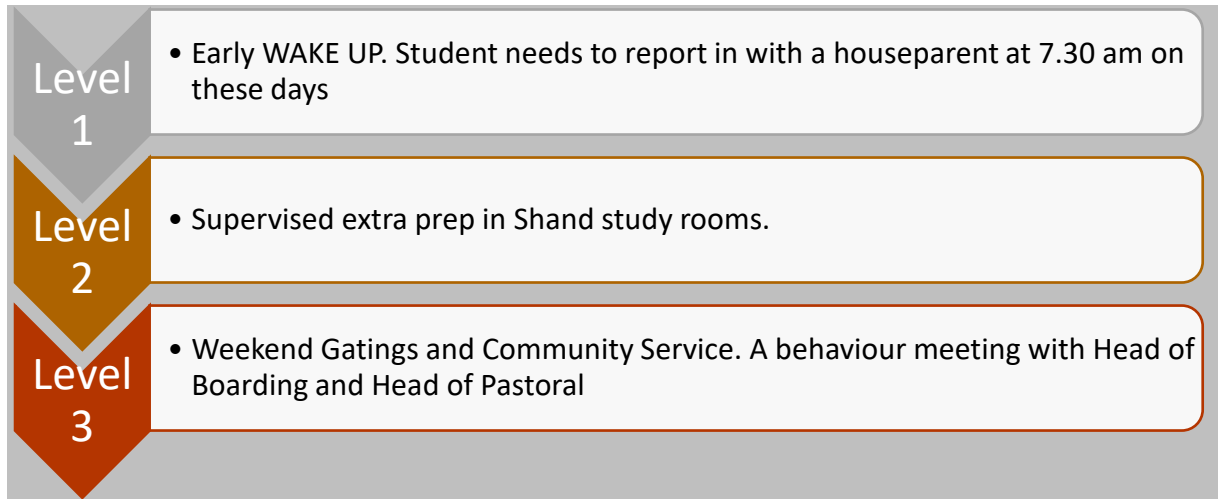 Level
1
• Early WAKE UP. Student needs to report in with a houseparent at 7.30 am on
these days
Level
2
• Supervised extra prep in Shand study rooms.
Level
3
• Weekend Gatings and Community Service. A behaviour meeting with Head of
Boarding and Head of Pastoral